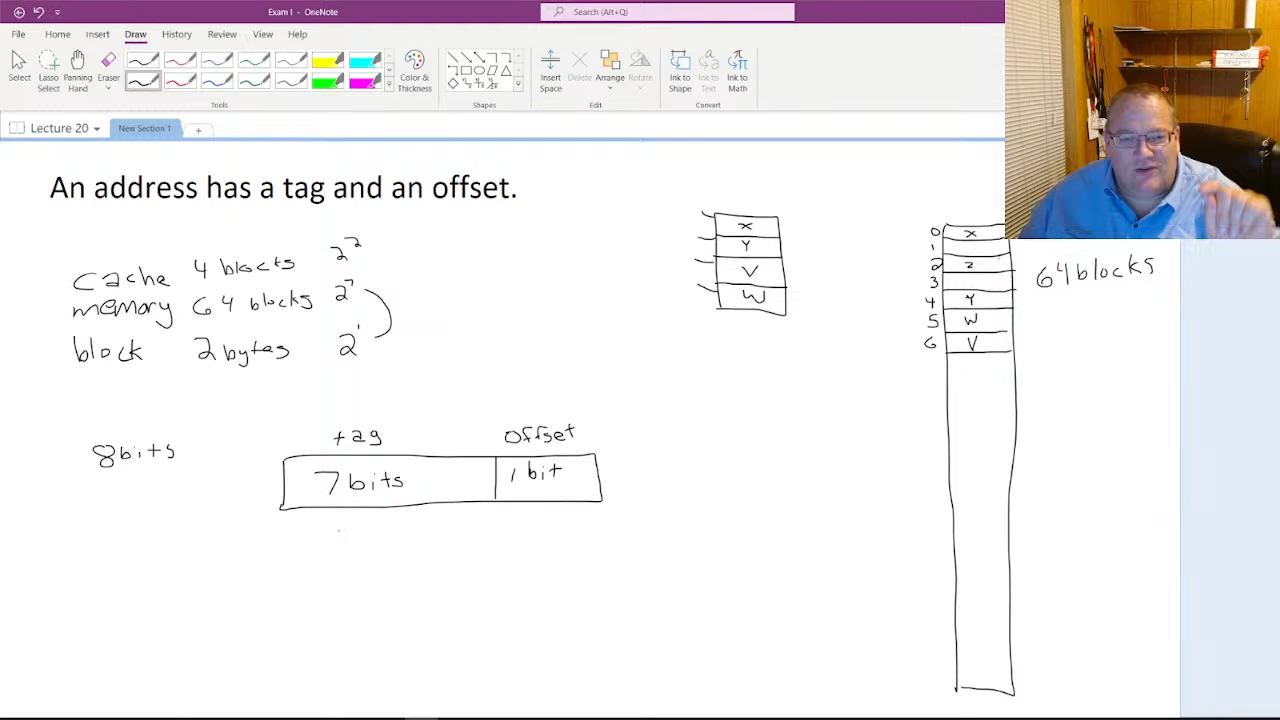 Exam I - OneNote
Search (Alt+Q)
File Home Insert Draw History Review View Help
Select
Lasso Select
Panning Hand
Eraser
Color & Thickness
Insert Space
Delete
Arrange
Rotate
Ink to Shape
Ink to Text
Ink to Math
Tools
Shapes
Edit
Convert
Lecture 20
New Section 1
An address has a tag and an offset.
Cache 4 blocks 2^2
memory 64 blocks 2^7
block 2 bytes 2^1
8 bits
tag offset
7 bits 1 bit
X
Y
V
W
0 X
1
2 Z
3
4 Y
5 W
6 V
64 blocks